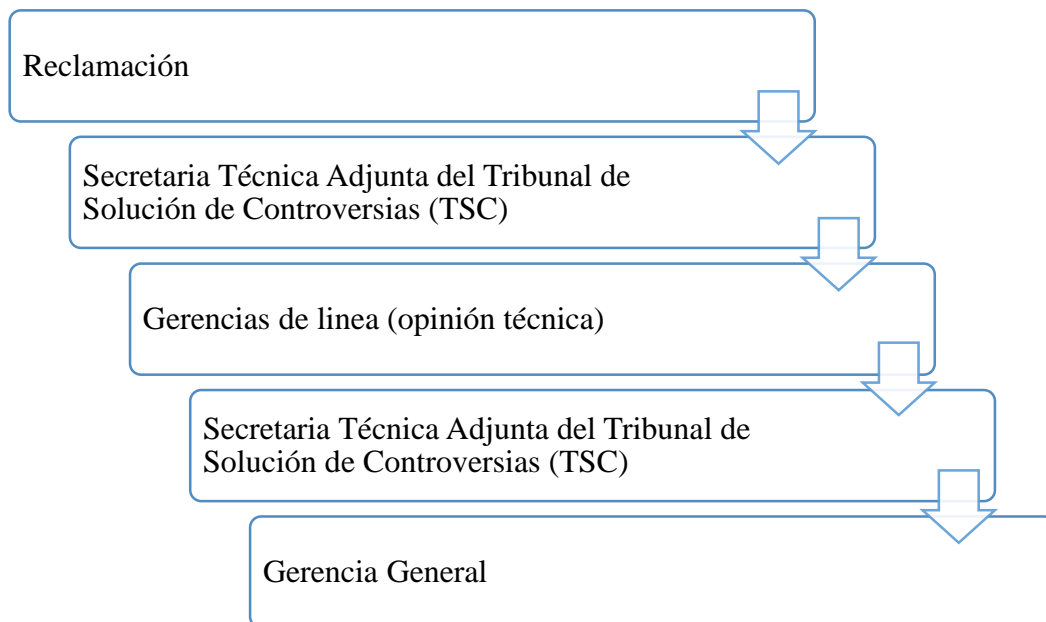 Reclamación
Secretaria Técnica Adjunta del Tribunal de
Solución de Controversias (TSC)
Gerencias de linea (opinión técnica)
Secretaria Técnica Adjunta del Tribunal de
Solución de Controversias (TSC)
Gerencia General